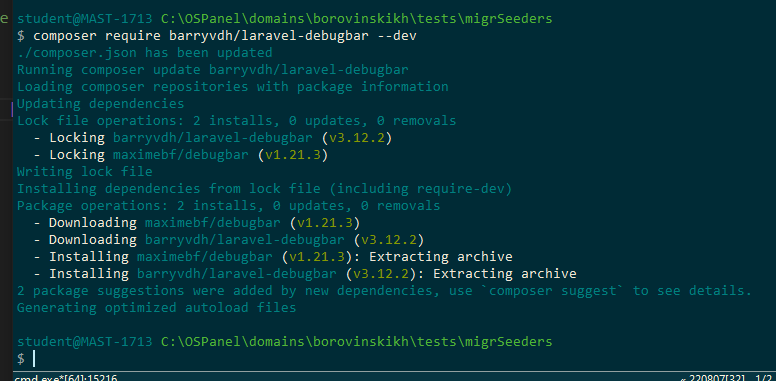 e student@MAST-1713 C:\OSPanel\domains\borovinskikh\tests\migrSeeders
$ composer require barryvdh/laravel-debugbar --dev
./composer.json has been updated
Running composer update barryvdh/laravel-debugbar
Loading composer repositories with package information
Updating dependencies
Lock file operations: 2 installs, 0 updates, 0 removals
  - Locking barryvdh/laravel-debugbar (v3.12.2)
  - Locking maximebf/debugbar (v1.21.3)
Writing lock file
Installing dependencies from lock file (including require-dev)
Package operations: 2 installs, 0 updates, 0 removals
  - Downloading maximebf/debugbar (v1.21.3)
  - Downloading barryvdh/laravel-debugbar (v3.12.2)
  - Installing maximebf/debugbar (v1.21.3): Extracting archive
  - Installing barryvdh/laravel-debugbar (v3.12.2): Extracting archive
2 package suggestions were added by new dependencies, use `composer suggest` to see details.
Generating optimized autoload files
student@MAST-1713 C:\OSPanel\domains\borovinskikh\tests\migrSeeders
$
cmd.exe*[64]:15216 « 220807[32] 1/2